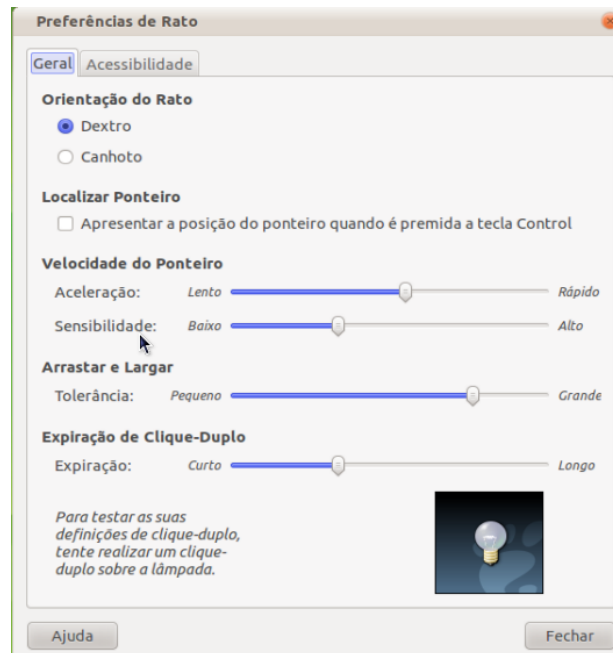 Preferências de Rato
Geral Acessibilidade
Orientação do Rato
Dextro
Canhoto
Localizar Ponteiro
Apresentar a posição do ponteiro quando é premida a tecla Control
Velocidade do Ponteiro
Aceleração: Lento Rápido
Sensibilidade: Baixo Alto
Arrastar e Largar
Tolerância: Pequeno Grande
Expiração de Clique-Duplo
Expiração: Curto Longo
Para testar as suas
definições de clique-duplo,
tente realizar um clique-
duplo sobre a lâmpada.
Ajuda Fechar